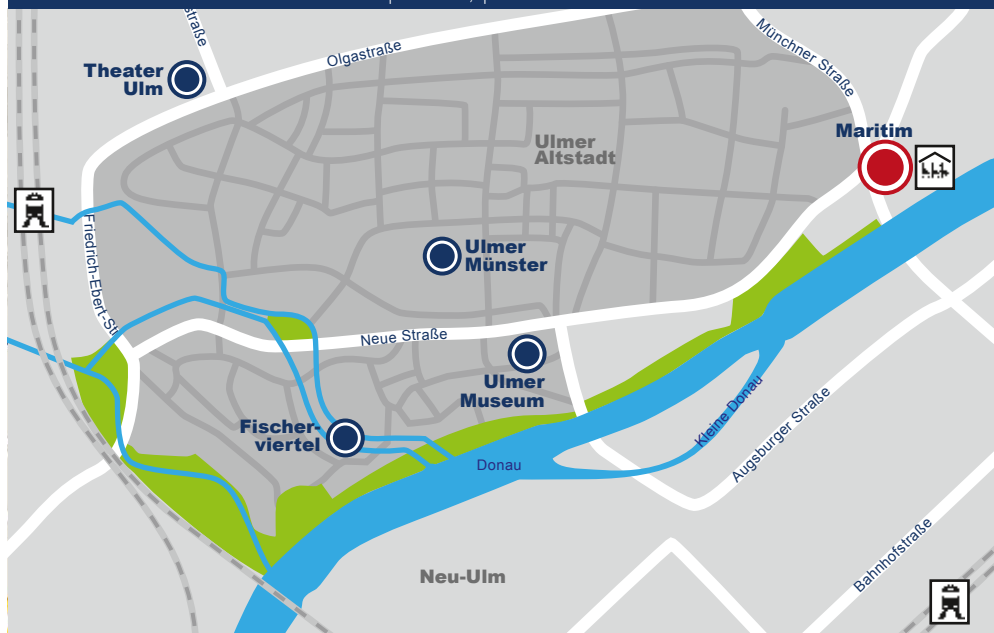 straße
Olgastraße
Münchner Straße
Theater
Ulm
Maritim
Ulmer
Altstadt
Friedrich-Ebert-Str
Ulmer
Münster
Neue Straße
Ulmer
Museum
Fischer-
viertel
Kleine Donau
Augsburger Straße
Donau
Bahnhofstraße
Neu-Ulm